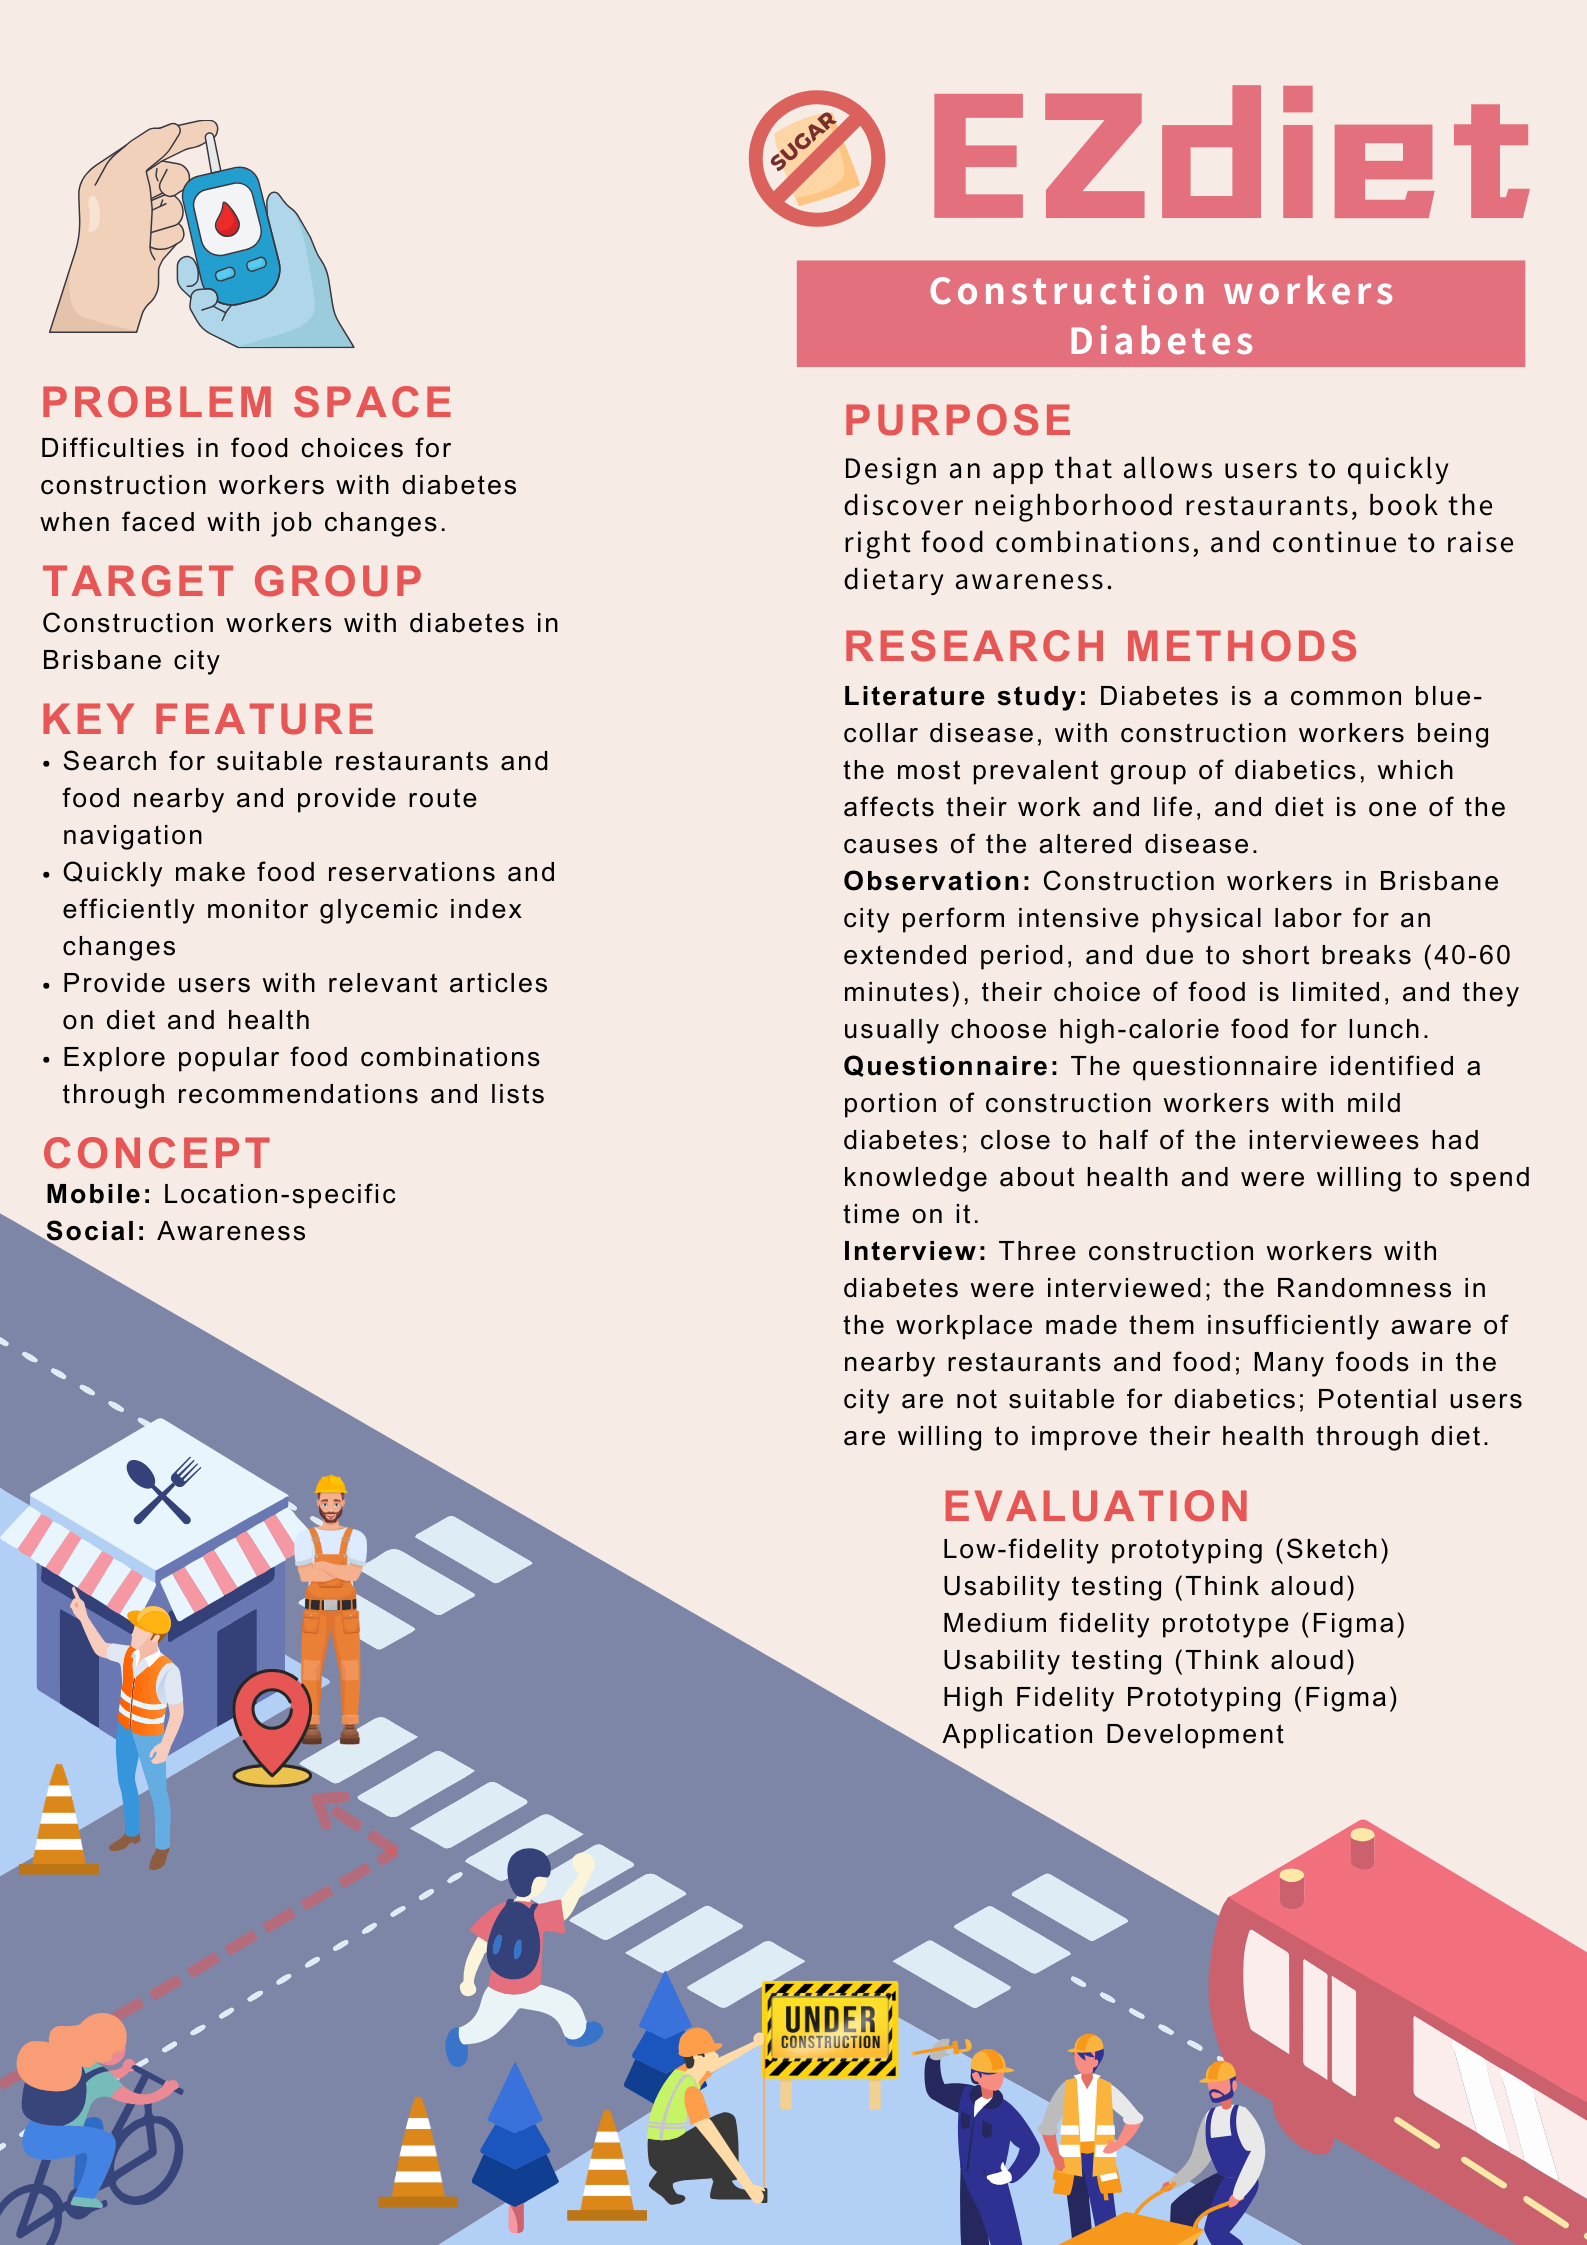 SUGAR
EZdiet
Construction workers
Diabetes
PROBLEM SPACE
Difficulties in food choices for
construction workers with diabetes
when faced with job changes.
TARGET GROUP
Construction workers with diabetes in
Brisbane city
KEY FEATURE
• Search for suitable restaurants and
food nearby and provide route
navigation
• Quickly make food reservations and
efficiently monitor glycemic index
changes
• Provide users with relevant articles
on diet and health
• Explore popular food combinations
through recommendations and lists
CONCEPT
Mobile: Location-specific
Social: Awareness
PURPOSE
Design an app that allows users to quickly
discover neighborhood restaurants, book the
right food combinations, and continue to raise
dietary awareness.
RESEARCH METHODS
Literature study: Diabetes is a common blue-
collar disease, with construction workers being
the most prevalent group of diabetics, which
affects their work and life, and diet is one of the
causes of the altered disease.
Observation: Construction workers in Brisbane
city perform intensive physical labor for an
extended period, and due to short breaks (40-60
minutes), their choice of food is limited, and they
usually choose high-calorie food for lunch.
Questionnaire: The questionnaire identified a
portion of construction workers with mild
diabetes; close to half of the interviewees had
knowledge about health and were willing to spend
time on it.
Interview: Three construction workers with
diabetes were interviewed; the Randomness in
the workplace made them insufficiently aware of
nearby restaurants and food; Many foods in the
city are not suitable for diabetics; Potential users
are willing to improve their health through diet.
EVALUATION
Low-fidelity prototyping (Sketch)
Usability testing (Think aloud)
Medium fidelity prototype (Figma)
Usability testing (Think aloud)
High Fidelity Prototyping (Figma)
Application Development
UNDER
CONSTRUCTION